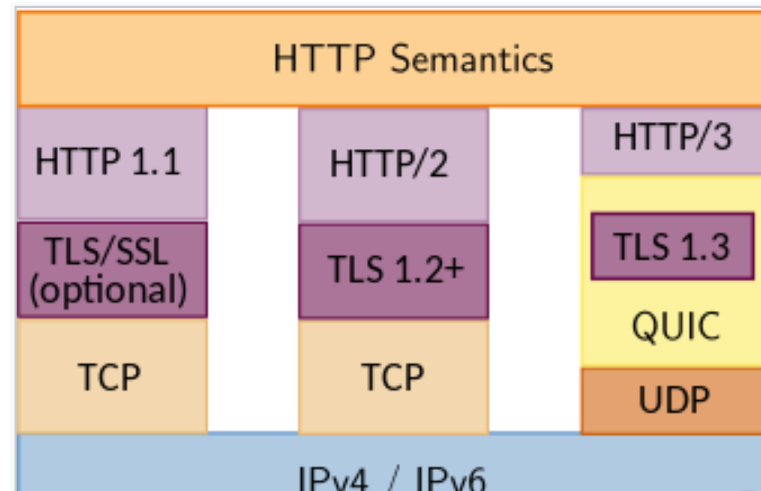 HTTP Semantics
HTTP 1.1
HTTP/2
HTTP/3
TLS/SSL
(optional)
TLS 1.2+
TLS 1.3
QUIC
TCP
TCP
UDP
IPv4 / IPv6